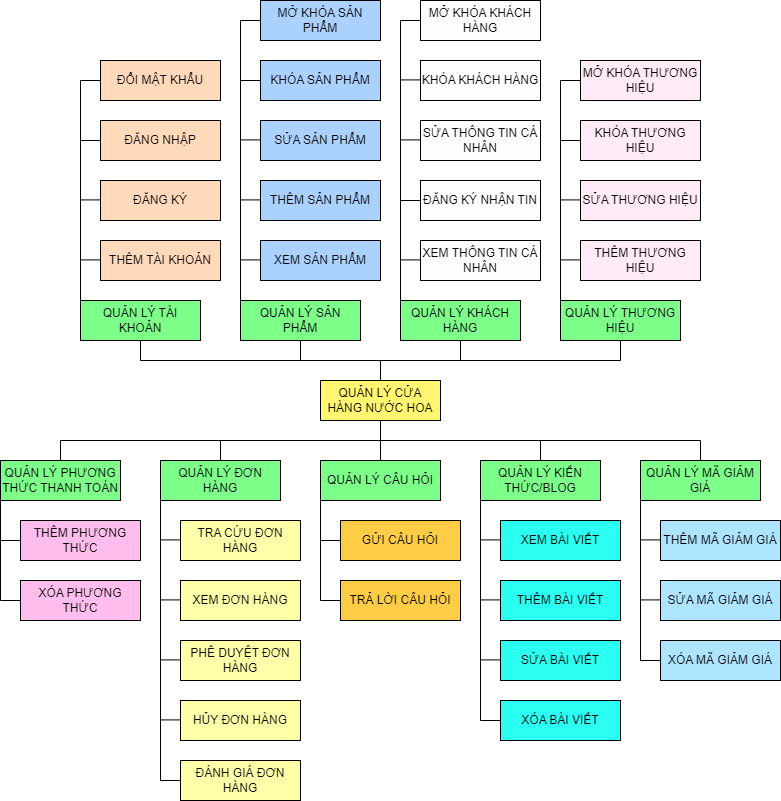 MỞ KHÓA SẢN
PHẨM
MỞ KHÓA KHÁCH
HÀNG
ĐỔI MẬT KHẨU
KHÓA SẢN PHẨM
KHÓA KHÁCH HÀNG
MỞ KHÓA THƯƠNG
HIỆU
ĐĂNG NHẬP
SỬA SẢN PHẨM
SỬA THÔNG TIN CÁ
NHÂN
KHÓA THƯƠNG
HIỆU
ĐĂNG KÝ
THÊM SẢN PHẨM
ĐĂNG KÝ NHẬN TIN
SỬA THƯƠNG HIỆU
THÊM TÀI KHOẢN
XEM SẢN PHẨM
XEM THÔNG TIN CÁ
NHÂN
THÊM THƯƠNG
HIỆU
QUẢN LÝ TÀI
KHOẢN
QUẢN LÝ SẢN
PHẨM
QUẢN LÝ KHÁCH
HÀNG
QUẢN LÝ THƯƠNG
HIỆU
QUẢN LÝ CỬA
HÀNG NƯỚC HOA
QUẢN LÝ PHƯƠNG
THỨC THANH TOÁN
QUẢN LÝ ĐƠN
HÀNG
QUẢN LÝ CÂU HỎI
QUẢN LÝ KIẾN
THỨC/BLOG
QUẢN LÝ MÃ GIẢM
GIÁ
THÊM PHƯƠNG
THỨC
TRA CỨU ĐƠN
HÀNG
GỬI CÂU HỎI
XEM BÀI VIẾT
THÊM MÃ GIẢM GIÁ
XÓA PHƯƠNG
THỨC
XEM ĐƠN HÀNG
TRẢ LỜI CÂU HỎI
THÊM BÀI VIẾT
SỬA MÃ GIẢM GIÁ
PHÊ DUYỆT ĐƠN
HÀNG
SỬA BÀI VIẾT
XÓA MÃ GIẢM GIÁ
HỦY ĐƠN HÀNG
XÓA BÀI VIẾT
ĐÁNH GIÁ ĐƠN
HÀNG